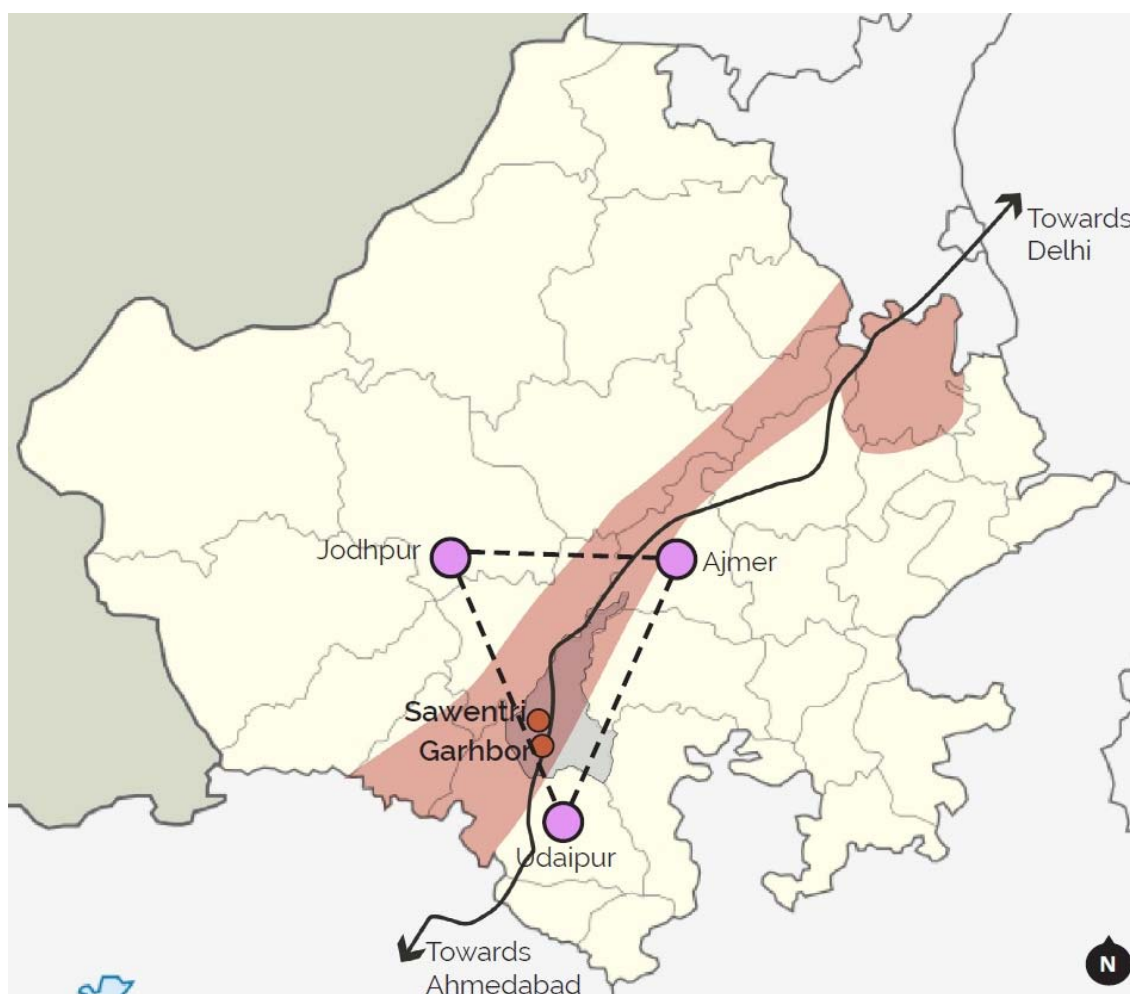 Towards
Delhi
Jodhpur
Ajmer
Sawentri
Garhbor
Udaipur
Towards
Ahmedabad
N